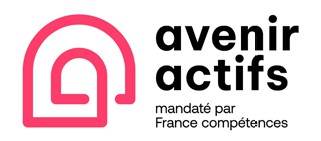 avenir
actifs
mandaté par
France compétences